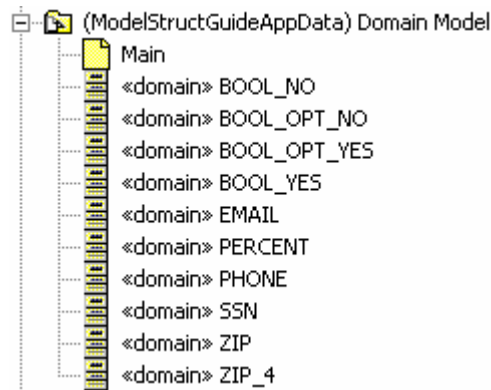 (ModelStructGuideAppData) Domain Model
Main
«domain» BOOL_NO
«domain» BOOL_OPT_NO
«domain» BOOL_OPT_YES
«domain» BOOL_YES
«domain» EMAIL
«domain» PERCENT
«domain» PHONE
«domain» SSN
«domain» ZIP
«domain» ZIP_4